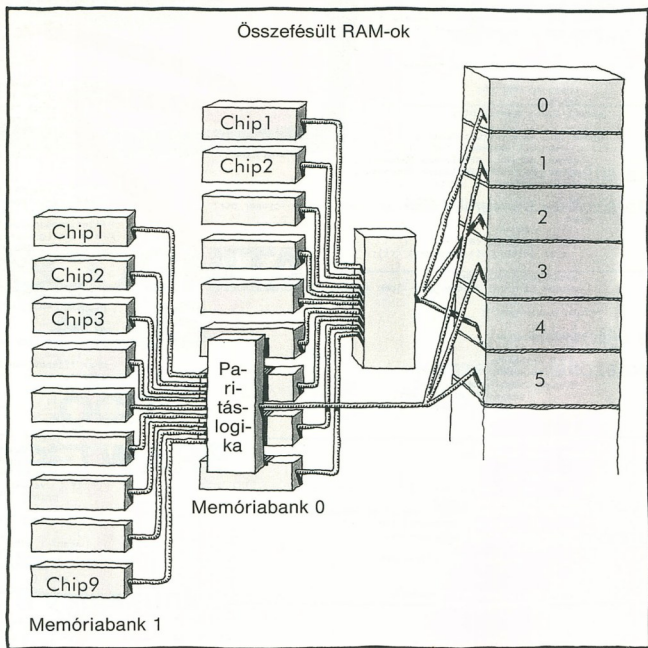 Összefésült RAM-ok
Chip1
Chip2
Chip1
Chip2
Chip3
Chip9
Pa-
ri-
tás-
logi-
ka
Memóriabank 0
Memóriabank 1
0
1
2
3
4
5